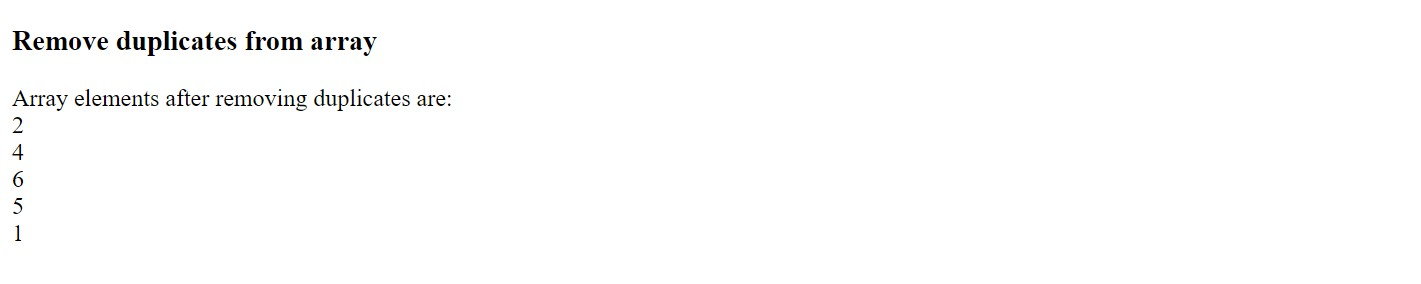 Remove duplicates from array
Array elements after removing duplicates are:
2
4
6
5
1